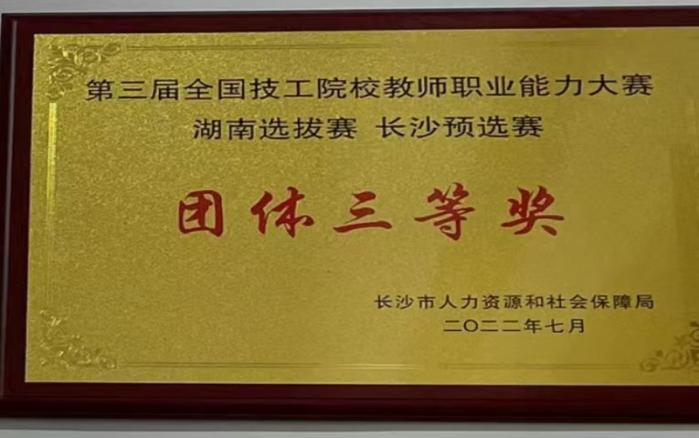 第三届全国技工院校教师职业能力大赛
湖南选拔赛 长沙预选赛
团体三等奖
长沙市人力资源和社会保障局
二〇二二年七月